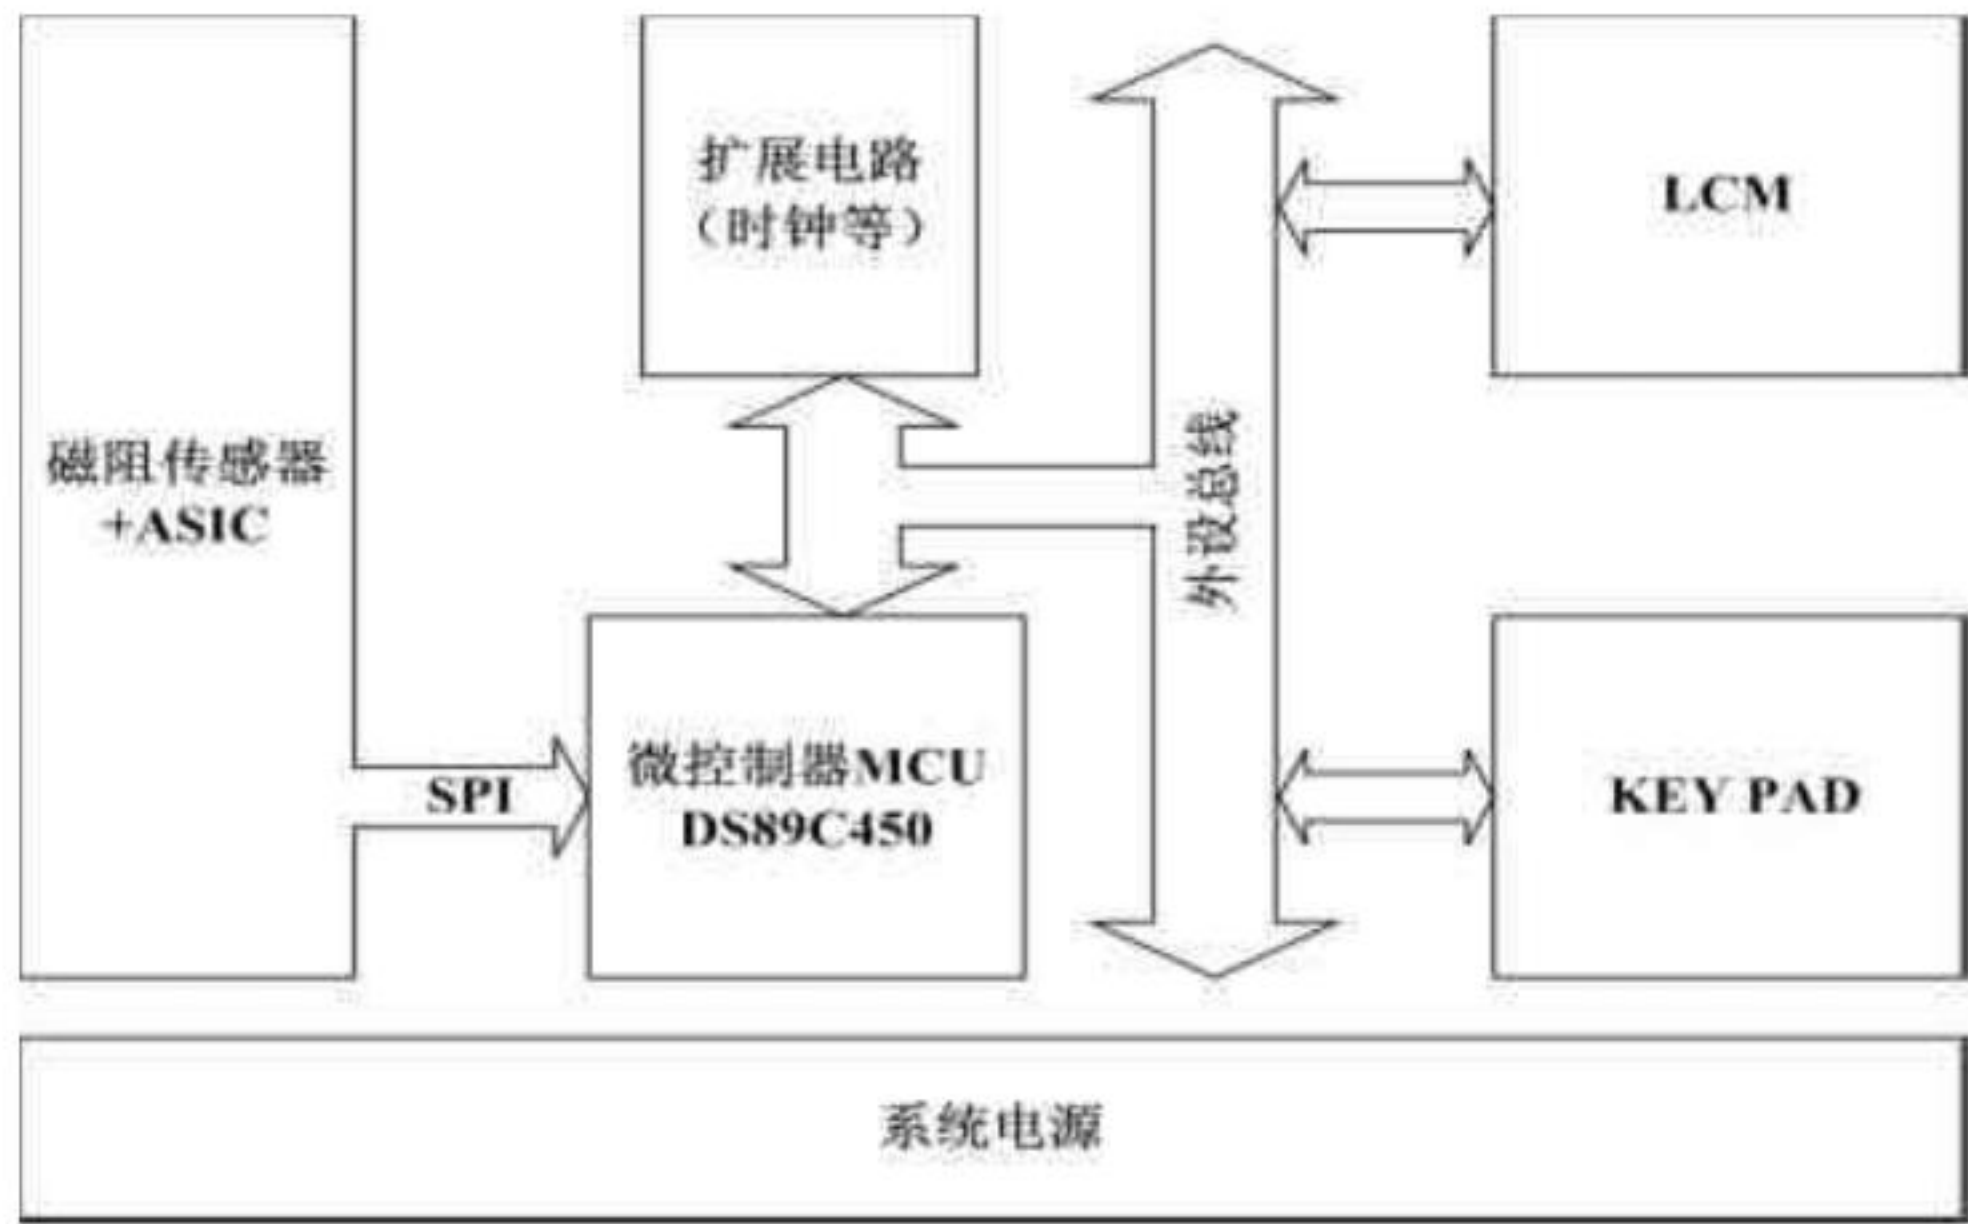 扩展电路
（时钟等）
LCM
磁阻传感器
+ASIC
外设总线
SPI
微控制器MCU
DS89C450
KEY PAD
系统电源